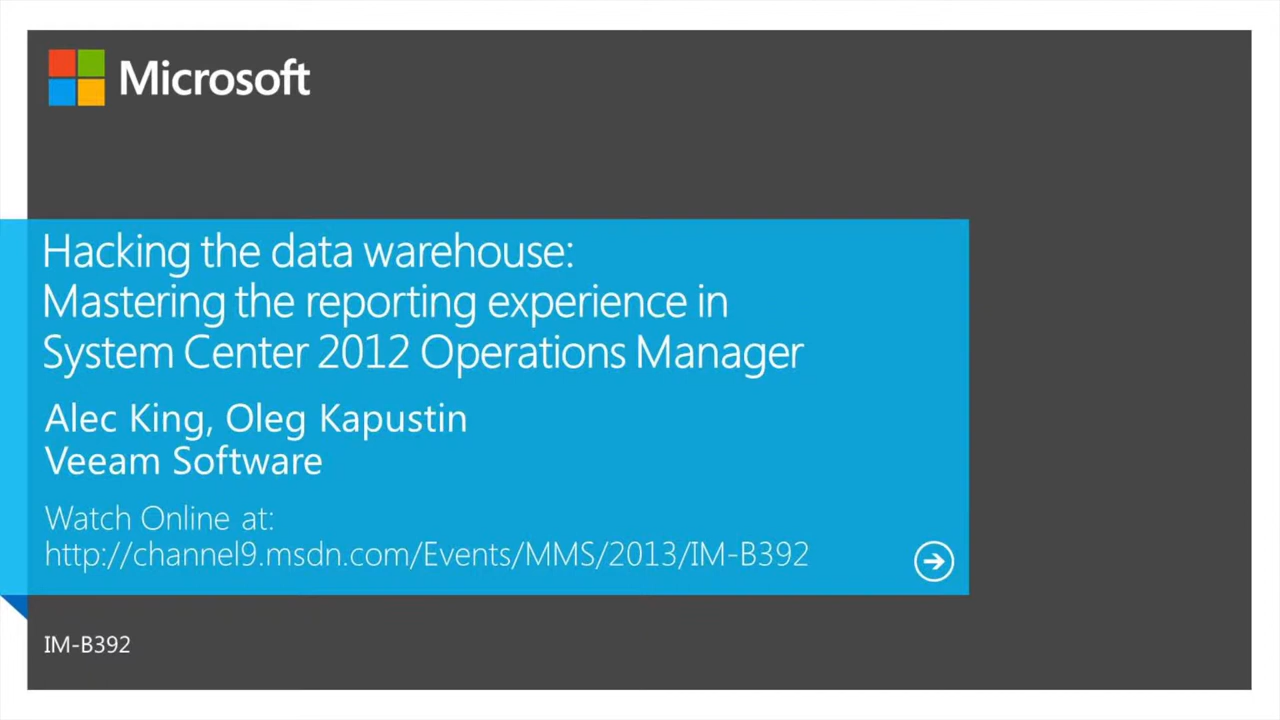 Microsoft
Hacking the data warehouse:
Mastering the reporting experience in
System Center 2012 Operations Manager
Alec King, Oleg Kapustin
Veeam Software
Watch Online at:
http://channel9.msdn.com/Events/MMS/2013/IM-B392
IM-B392